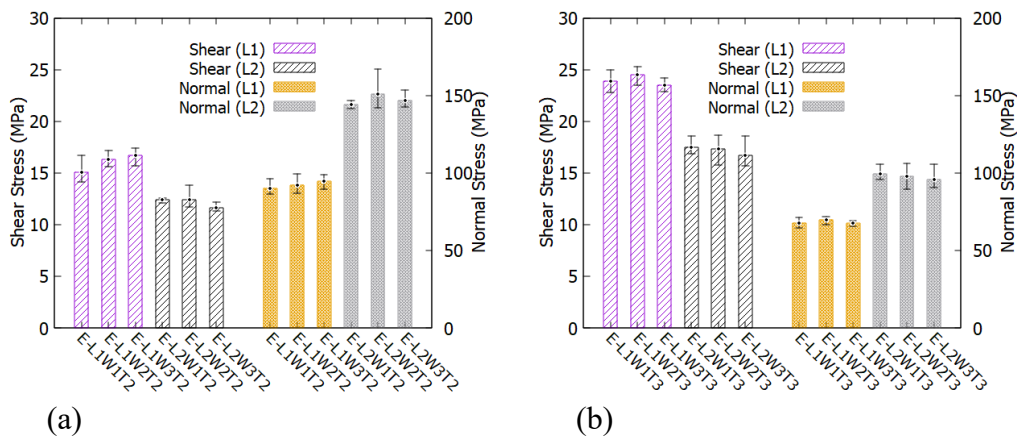 30
25
20
15
10
5
0
Shear Stress (MPa)
Shear (L1)
Shear (L2)
Normal (L1)
Normal (L2)
200
150
100
50
0
Normal Stress (MPa)
E-L1W1T2
E-L1W2T2
E-L1W3T2
E-L2W1T2
E-L2W2T2
E-L2W3T2
E-L1W1T2
E-L1W2T2
E-L1W3T2
E-L2W1T2
E-L2W2T2
E-L2W3T2
(a)
30
25
20
15
10
5
0
Shear Stress (MPa)
Shear (L1)
Shear (L2)
Normal (L1)
Normal (L2)
200
150
100
50
0
Normal Stress (MPa)
E-L1W1T3
E-L1W2T3
E-L1W3T3
E-L2W1T3
E-L2W2T3
E-L2W3T3
E-L1W1T3
E-L1W2T3
E-L1W3T3
E-L2W1T3
E-L2W2T3
E-L2W3T3
(b)